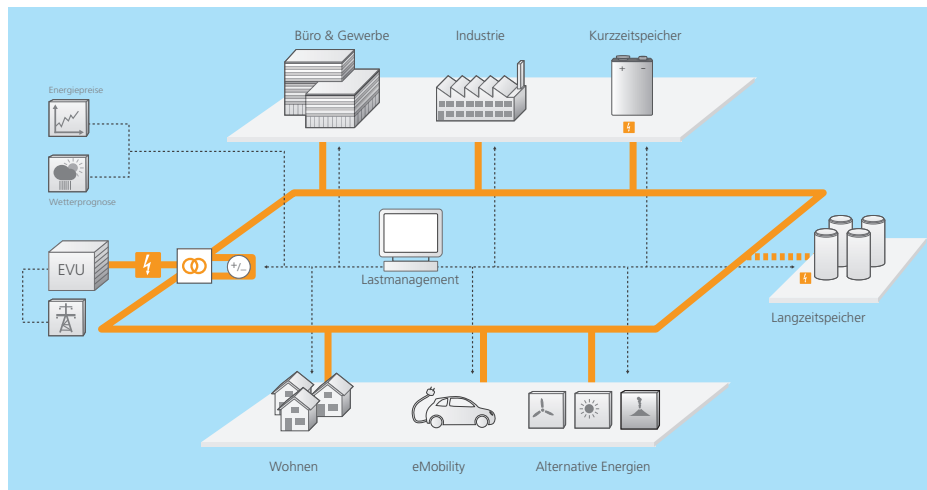 Büro & Gewerbe
Industrie
Kurzzeitspeicher
Energiepreise
+ −
Wetterprognose
EVU
+/−
Lastmanagement
Langzeitspeicher
Wohnen
eMobility
Alternative Energien